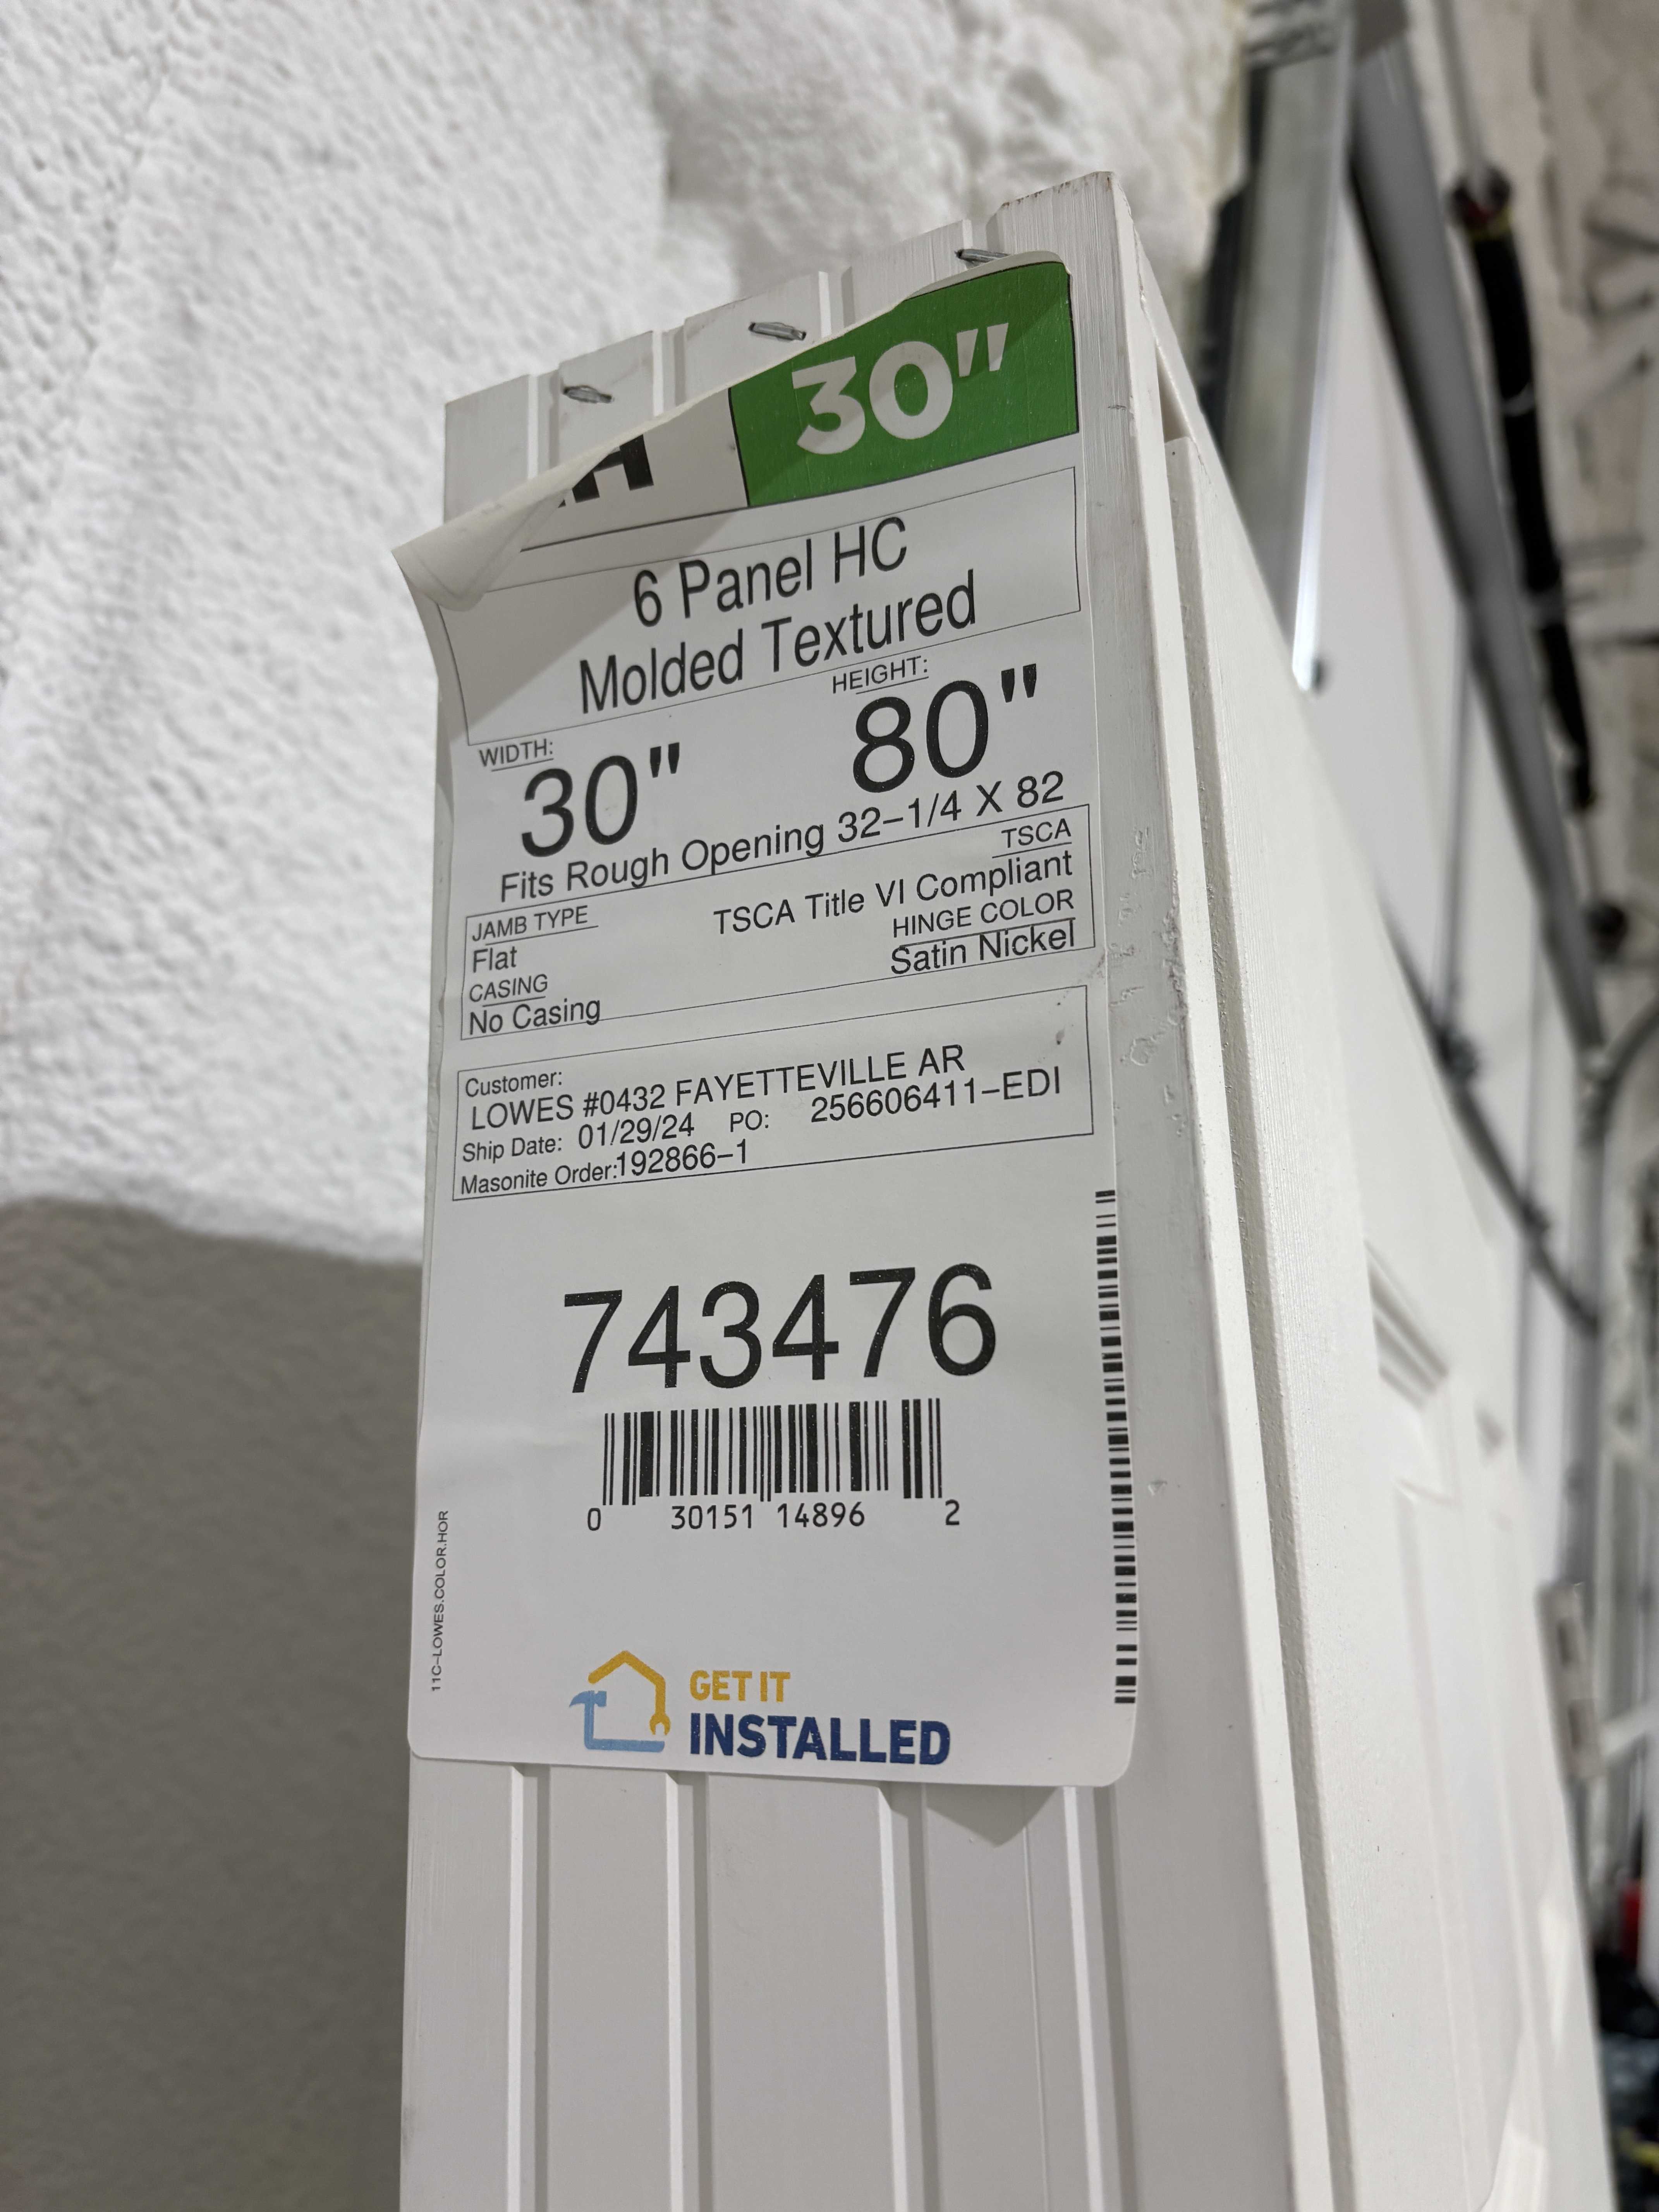 30"
6 Panel HC
Molded Textured
WIDTH: HEIGHT:
30" 80"
Fits Rough Opening 32-1/4 X 82
JAMB TYPE TSCA
Flat TSCA Title VI Compliant
CASING HINGE COLOR
No Casing Satin Nickel
Customer:
LOWES #0432 FAYETTEVILLE AR
Ship Date: 01/29/24 PO: 256606411-EDI
Masonite Order:192866-1
743476
0 30151 14896 2
11C-LOWES.COLOR.HOR
GET IT
INSTALLED